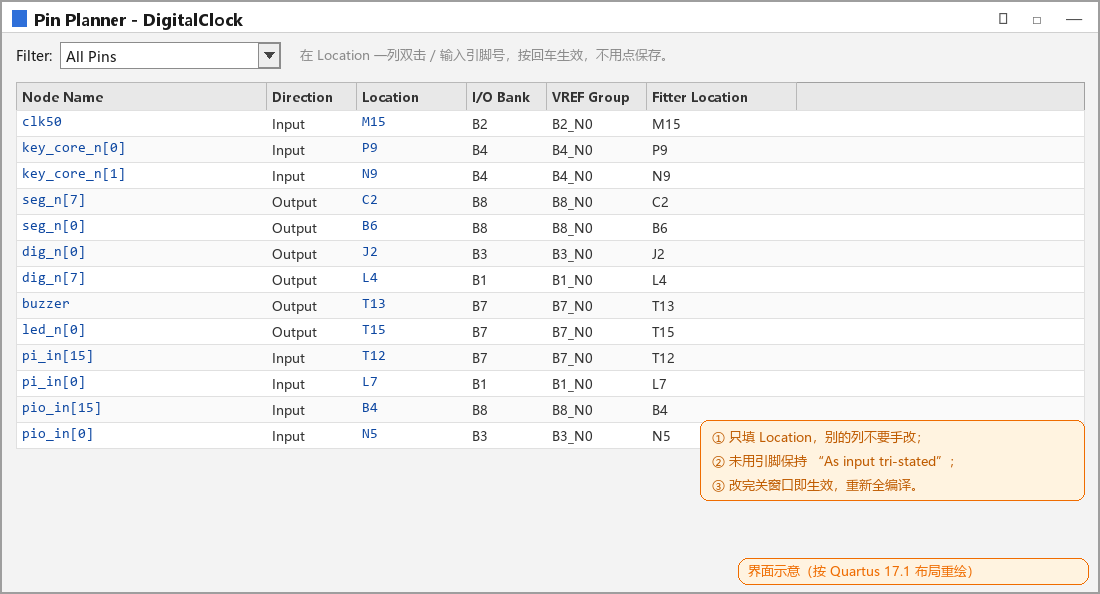 Pin Planner - DigitalClock
Filter: All Pins 在 Location 一列双击 / 输入引脚号，按回车生效，不用点保存。
Node Name Direction Location I/O Bank VREF Group Fitter Location
clk50 Input M15 B2 B2_N0 M15
key_core_n[0] Input P9 B4 B4_N0 P9
key_core_n[1] Input N9 B4 B4_N0 N9
seg_n[7] Output C2 B8 B8_N0 C2
seg_n[0] Output B6 B8 B8_N0 B6
dig_n[0] Output J2 B3 B3_N0 J2
dig_n[7] Output L4 B1 B1_N0 L4
buzzer Output T13 B7 B7_N0 T13
led_n[0] Output T15 B7 B7_N0 T15
pi_in[15] Input T12 B7 B7_N0 T12
pi_in[0] Input L7 B1 B1_N0 L7
pio_in[15] Input B4 B8 B8_N0 B4
pio_in[0] Input N5 B3 B3_N0 N5
① 只填 Location，别的列不要手改；
② 未用引脚保持 “As input tri-stated”；
③ 改完关窗口即生效，重新全编译。
界面示意（按 Quartus 17.1 布局重绘）